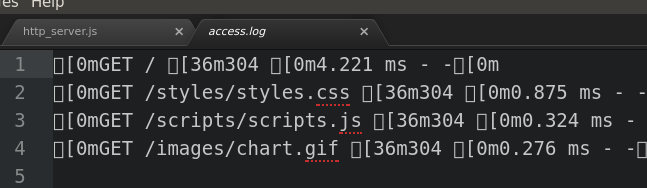 es Help
http_server.js × access.log ×
1 □[0mGET / □[36m304 □[0m4.221 ms - -□[0m
2 □[0mGET /styles/styles.css □[36m304 □[0m0.875 ms - -
3 □[0mGET /scripts/scripts.js □[36m304 □[0m0.324 ms -
4 □[0mGET /images/chart.gif □[36m304 □[0m0.276 ms - -□
5